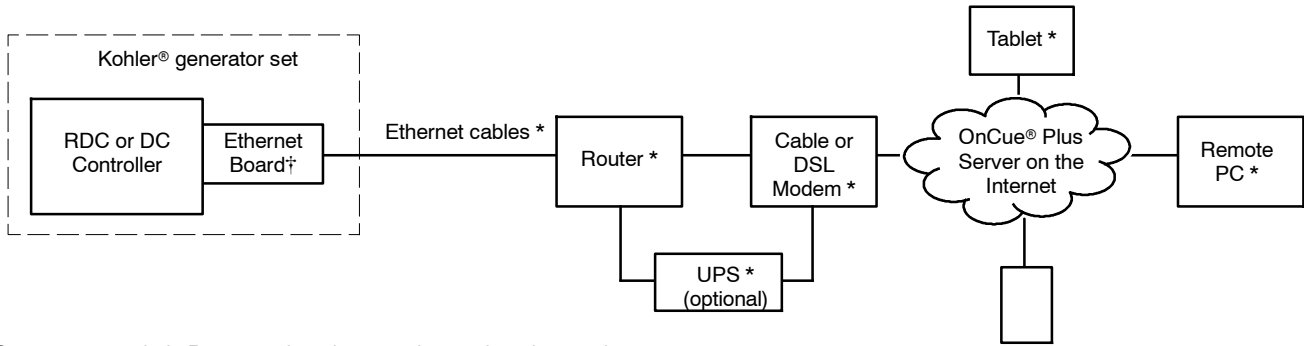 Kohler® generator set
RDC or DC
Controller
Ethernet
Board†
Ethernet cables *
Router *
Cable or
DSL
Modem *
UPS *
(optional)
Tablet *
OnCue® Plus
Server on the
Internet
Remote
PC *